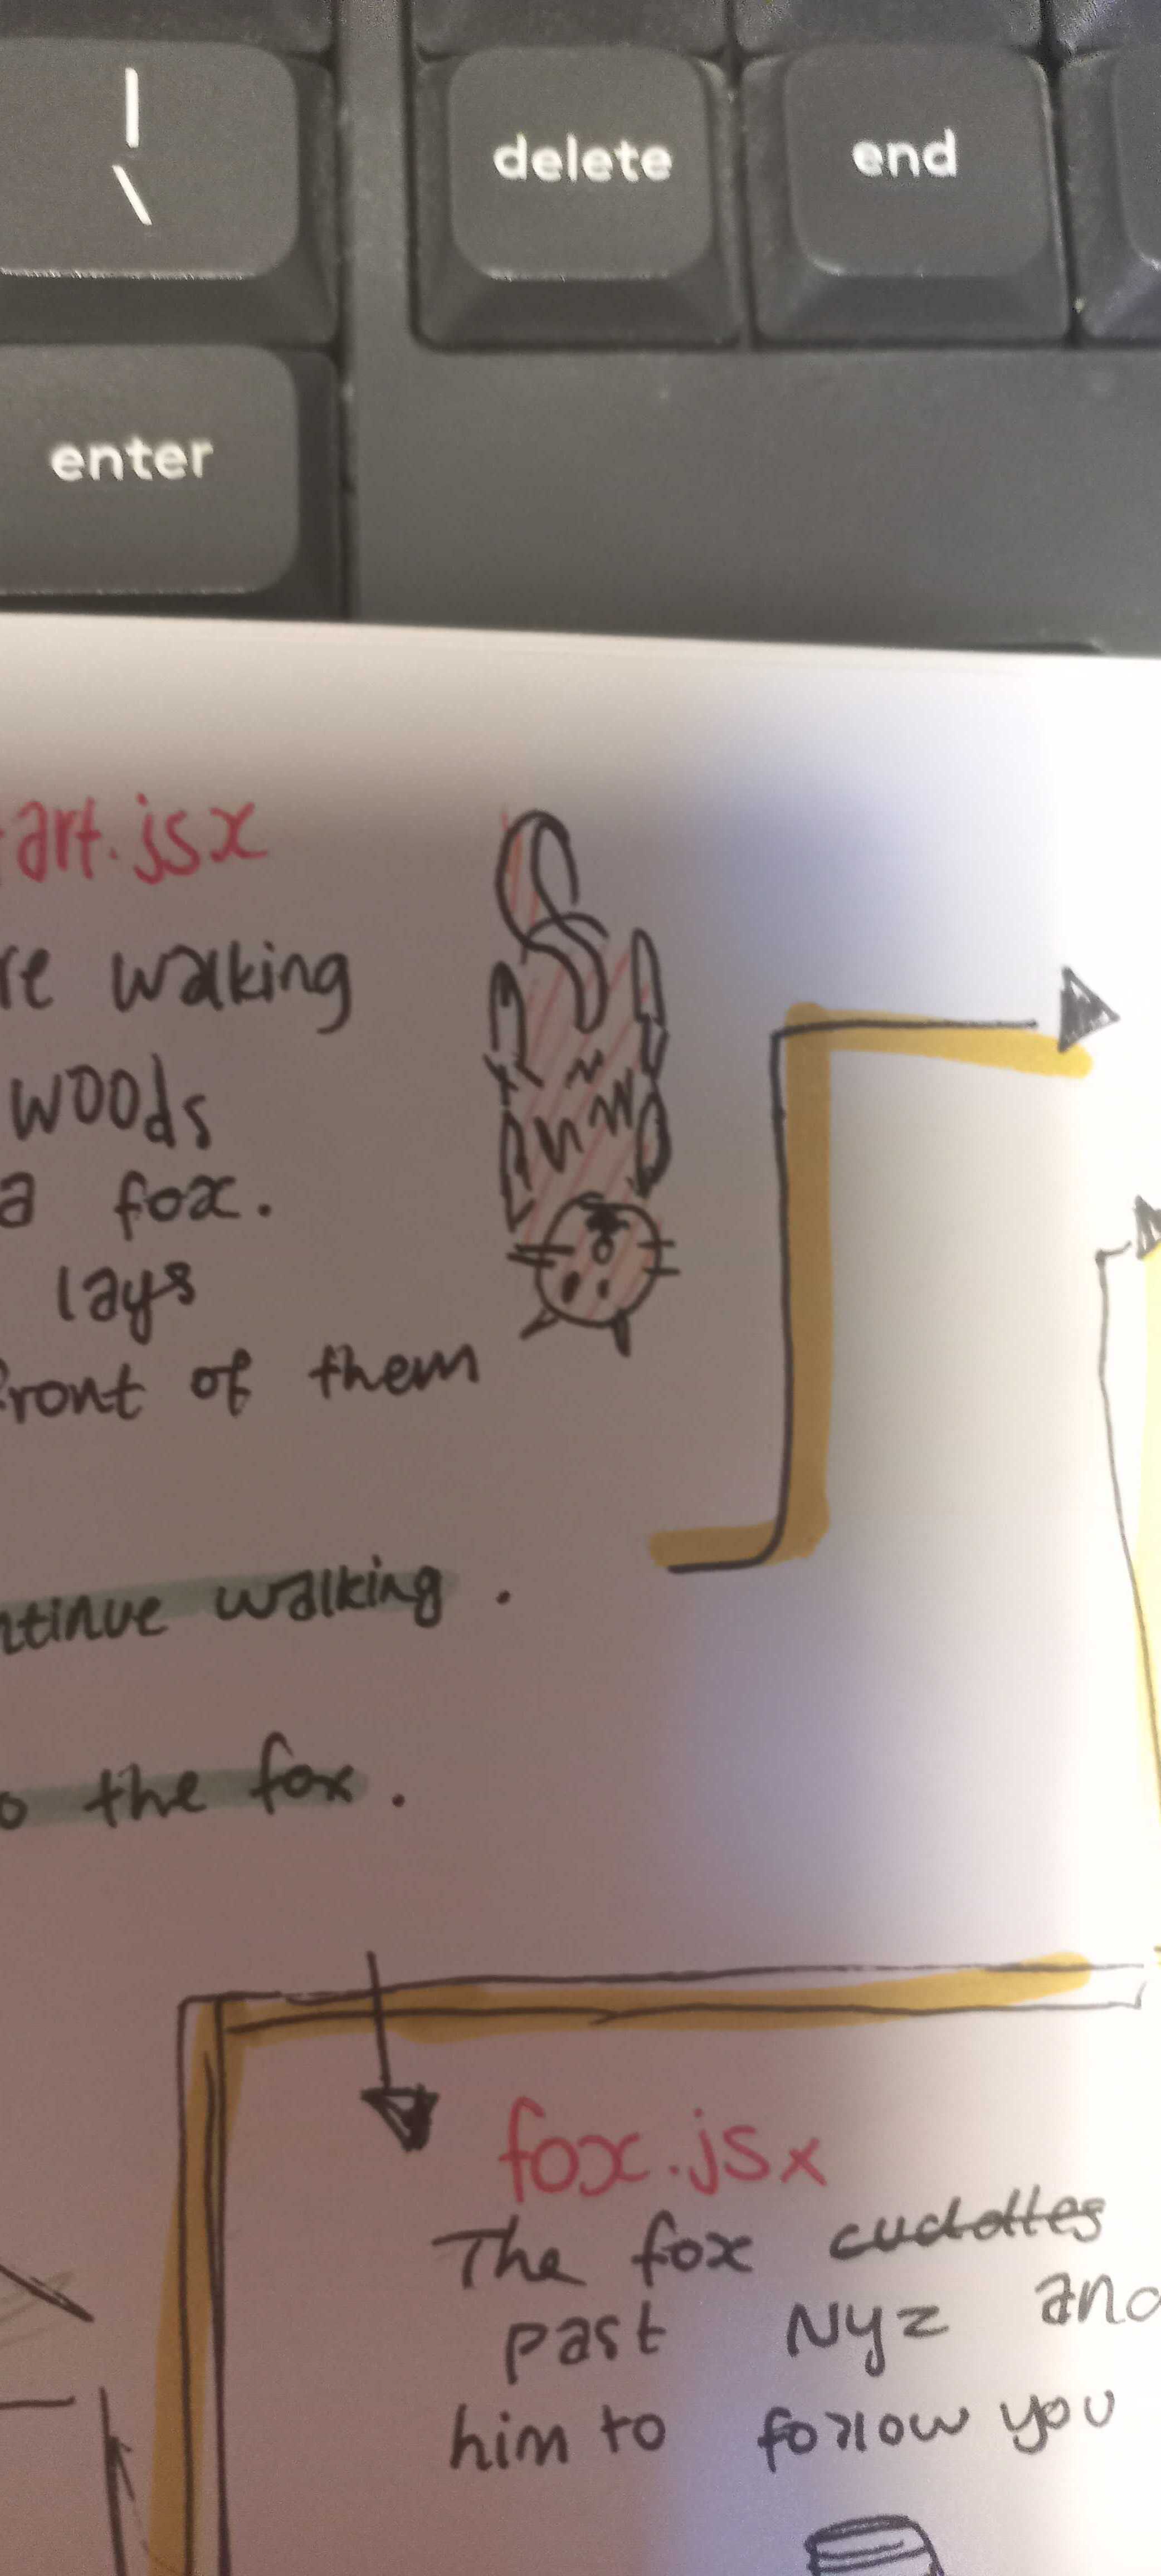 |
\
delete
end
enter
art.jsx
re walking
woods
a fox.
lays
front of them
ntinue walking.
o the fox.
fox.jsx
The fox cuddles
past Nyz and
him to follow you